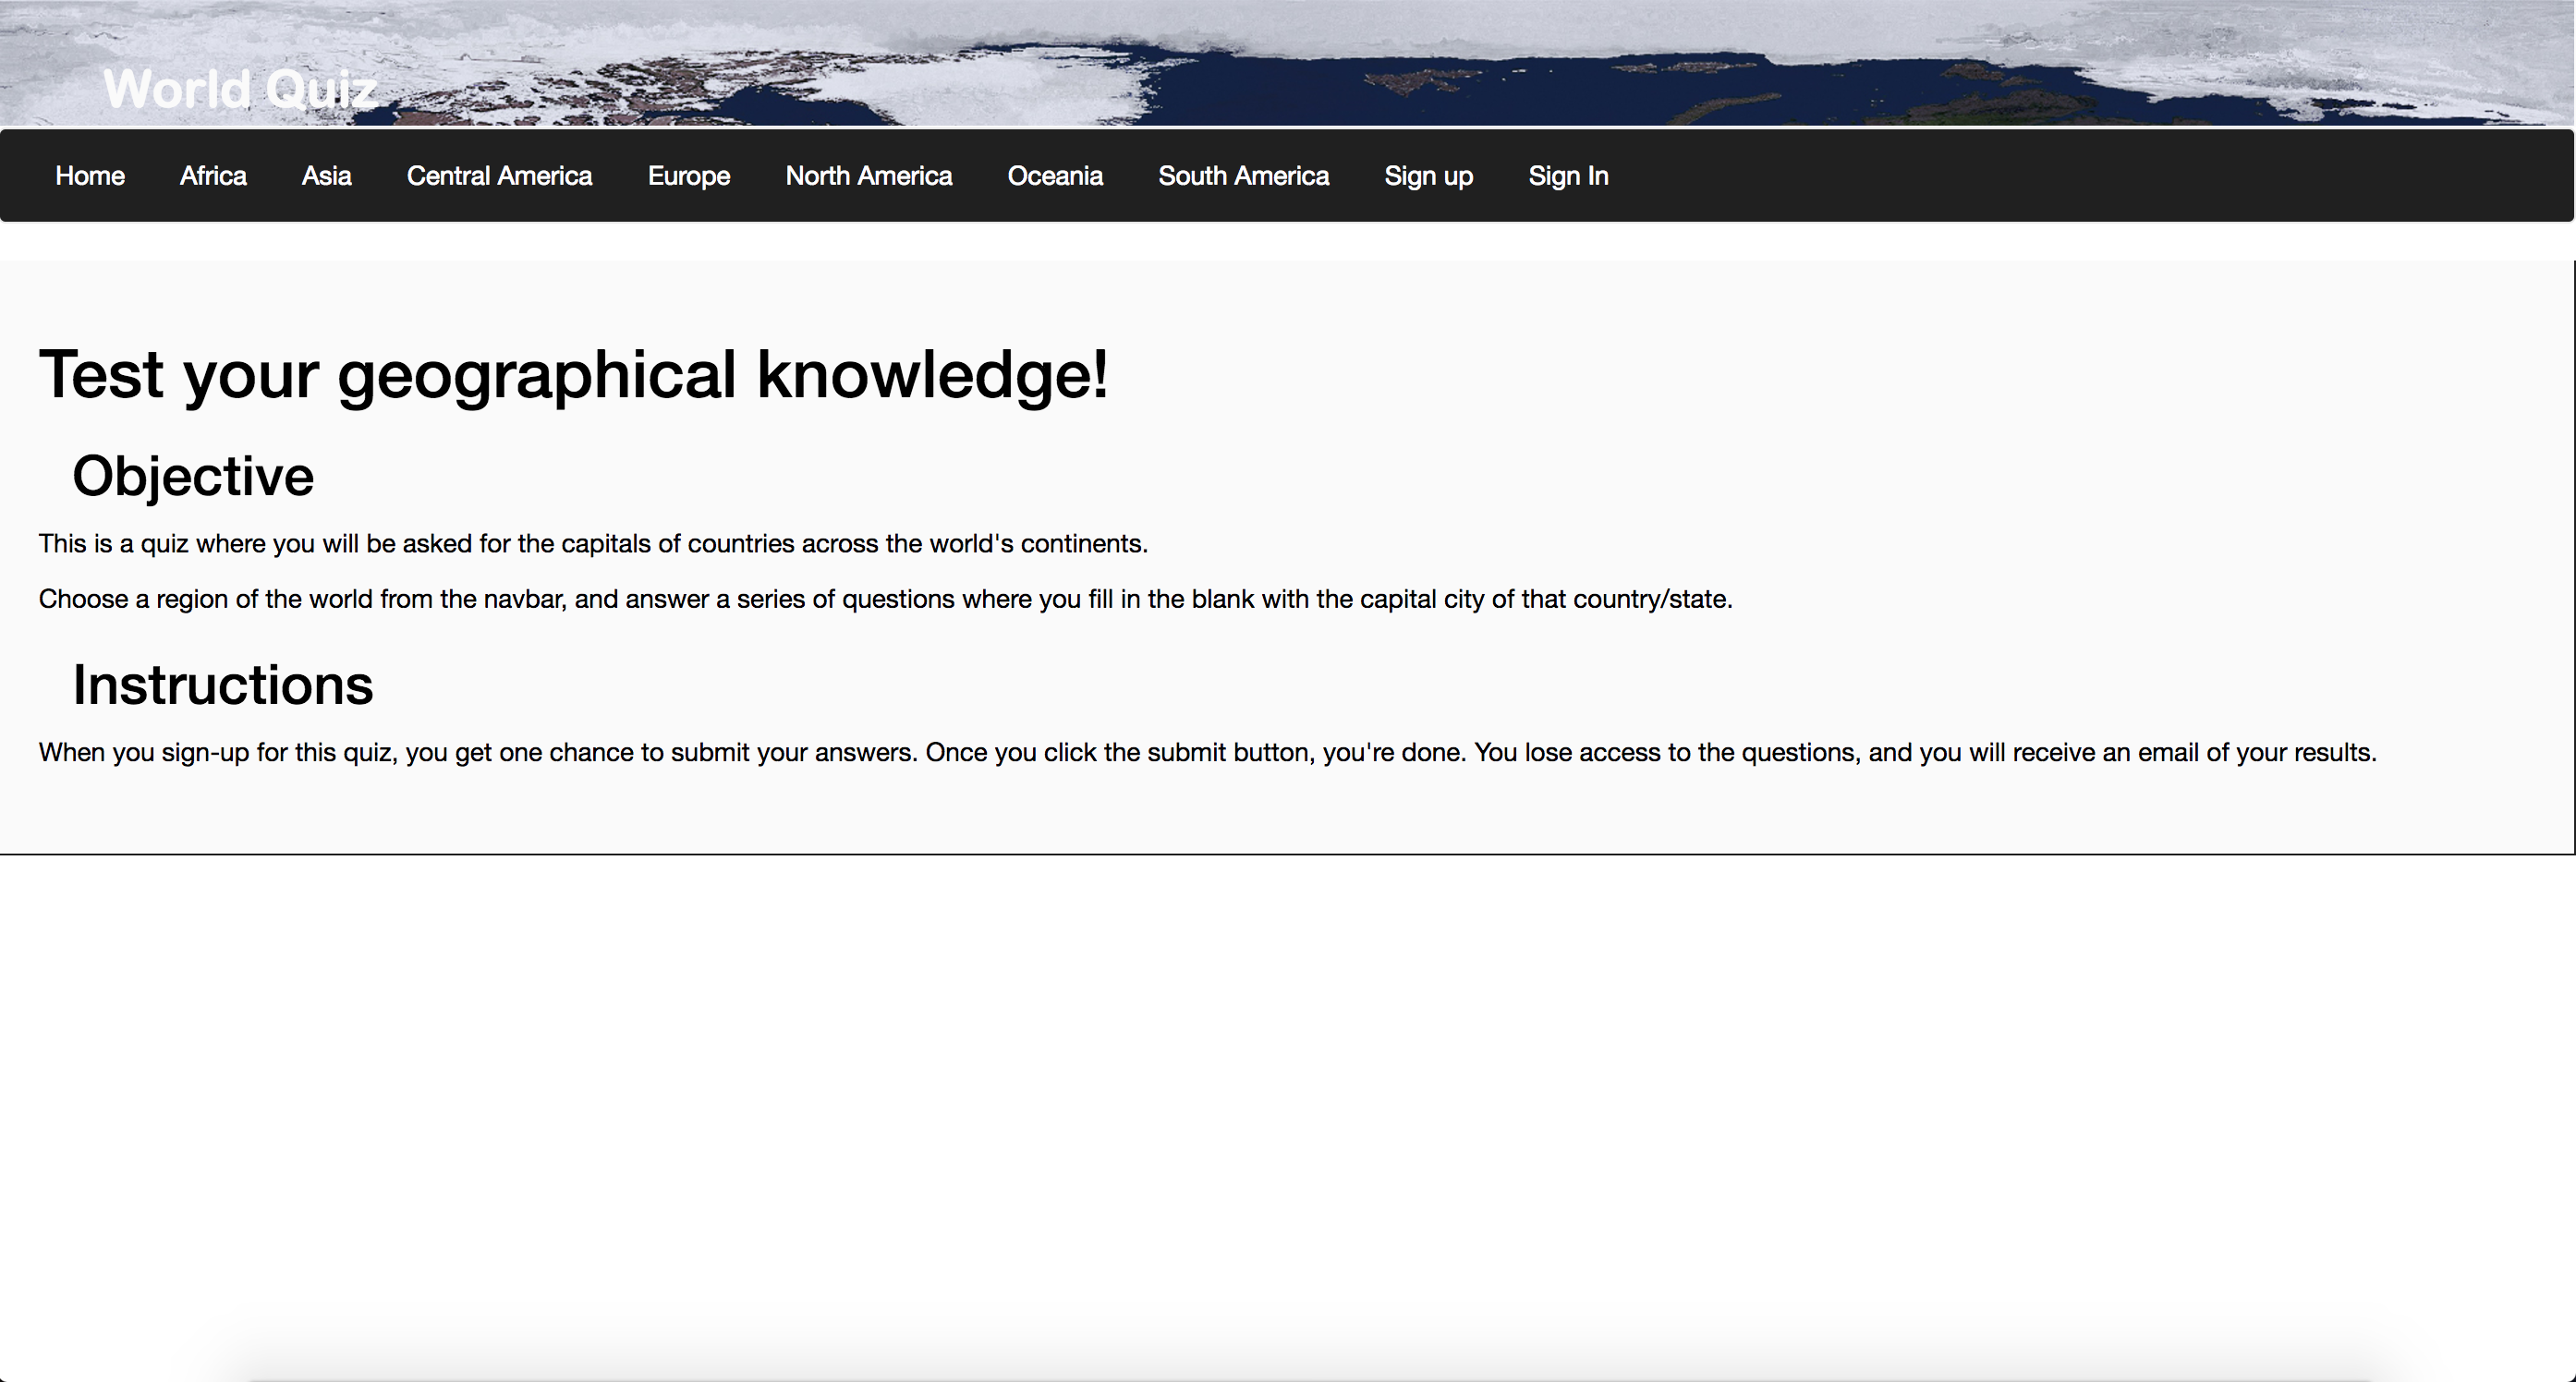 World Quiz
Home Africa Asia Central America Europe North America Oceania South America Sign up Sign In
Test your geographical knowledge!
Objective
This is a quiz where you will be asked for the capitals of countries across the world's continents.
Choose a region of the world from the navbar, and answer a series of questions where you fill in the blank with the capital city of that country/state.
Instructions
When you sign-up for this quiz, you get one chance to submit your answers. Once you click the submit button, you're done. You lose access to the questions, and you will receive an email of your results.